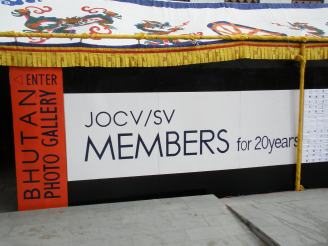 ENTER
BHUTAN
PHOTO GALLERY
JOCV/SV
MEMBERS for 20years